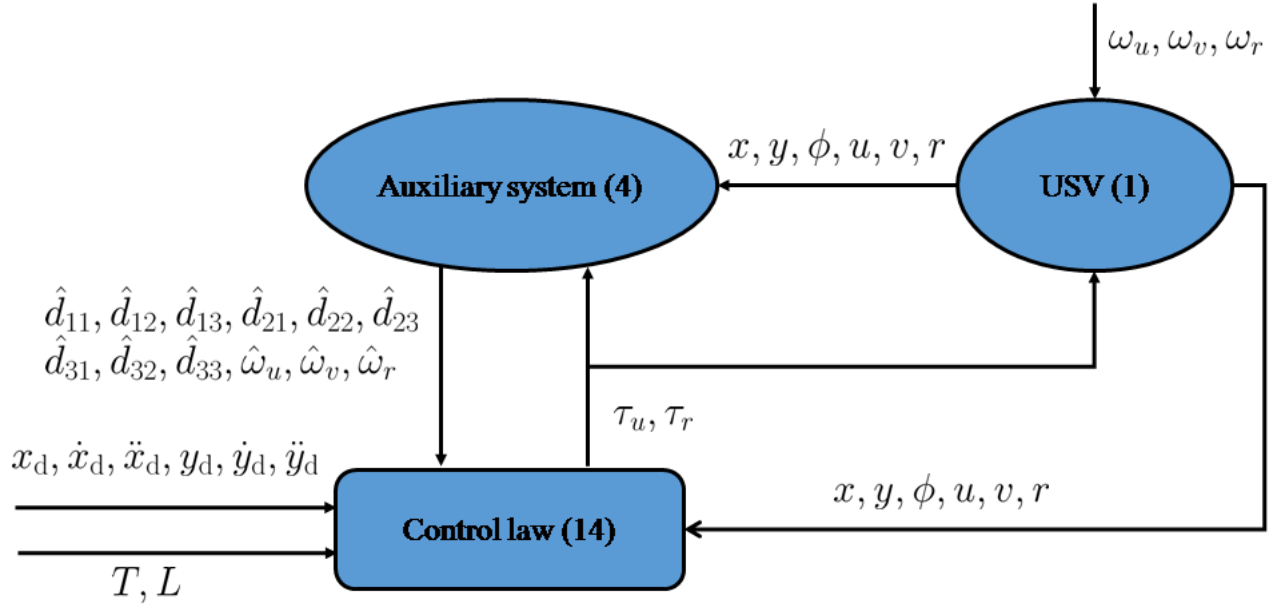 ω_u, ω_v, ω_r
x, y, ϕ, u, v, r
Auxiliary system (4)
USV (1)
d̂_11, d̂_12, d̂_13, d̂_21, d̂_22, d̂_23
d̂_31, d̂_32, d̂_33, ω̂_u, ω̂_v, ω̂_r
τ_u, τ_r
x_d, ẋ_d, ẍ_d, y_d, ẏ_d, ÿ_d
x, y, ϕ, u, v, r
Control law (14)
T, L